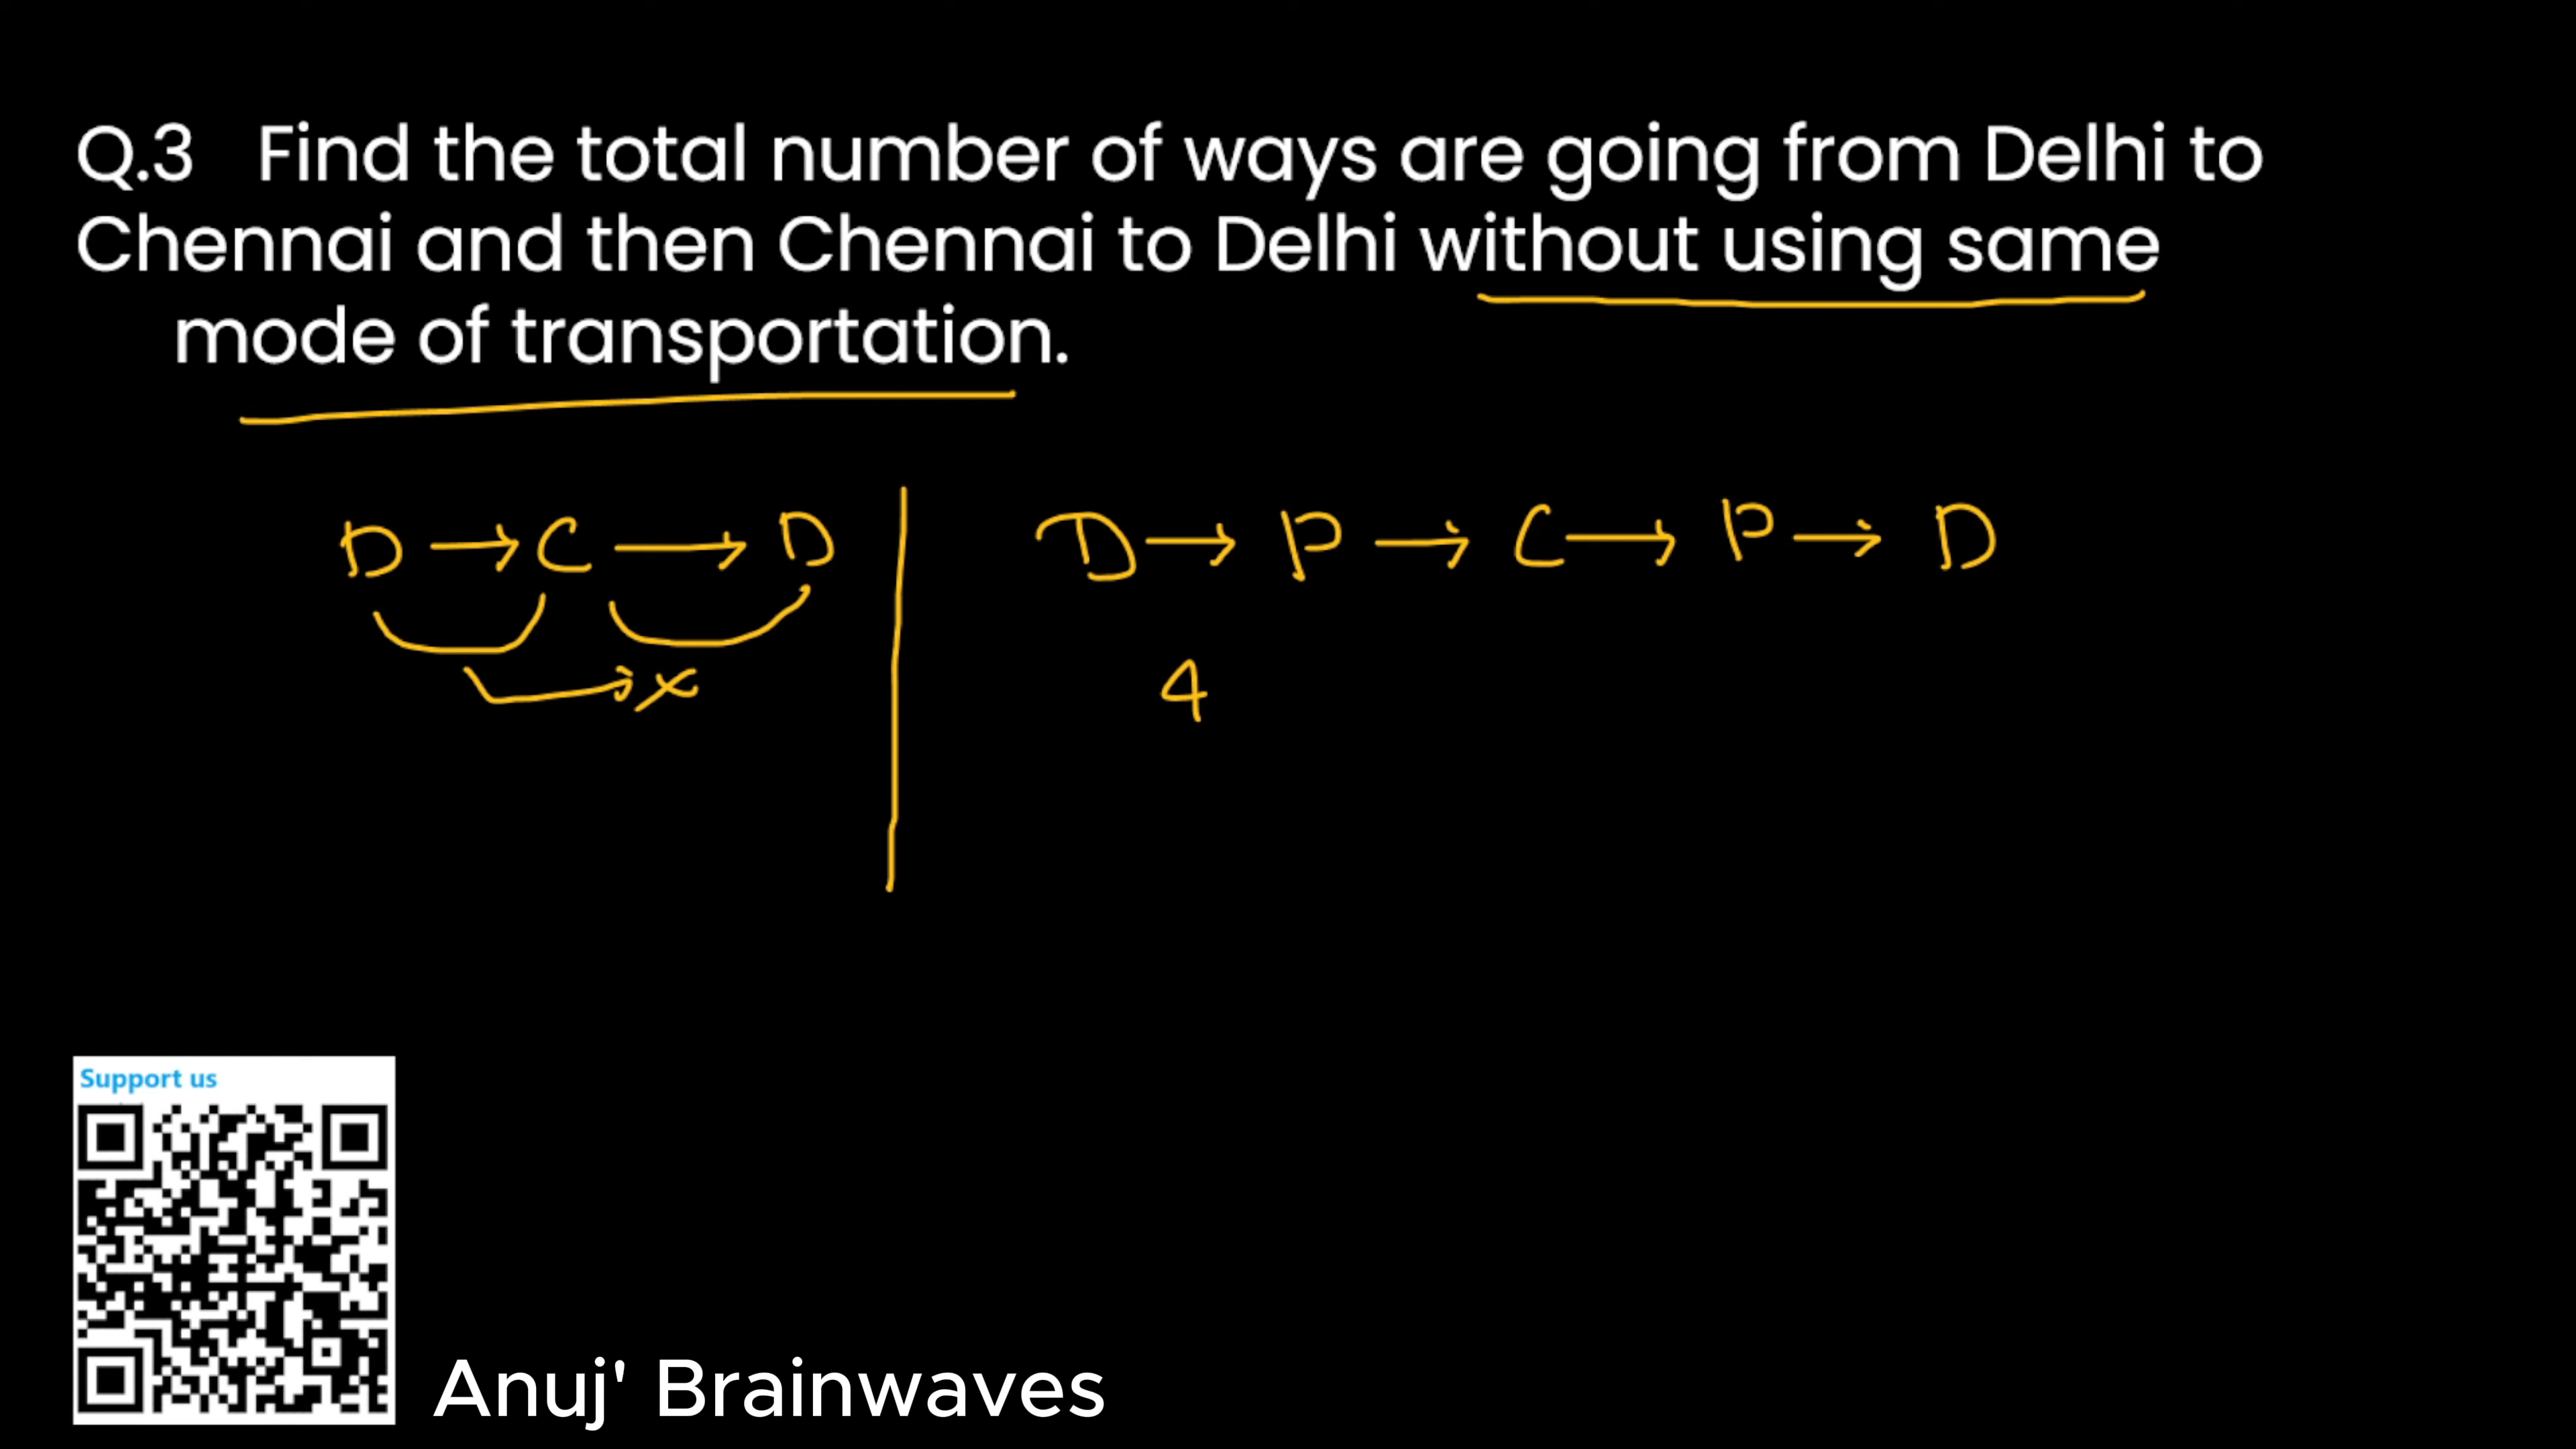 Q.3 Find the total number of ways are going from Delhi to
Chennai and then Chennai to Delhi without using same
mode of transportation.
D → C → D
D → P → C → P → D
x
4
Support us
Anuj' Brainwaves